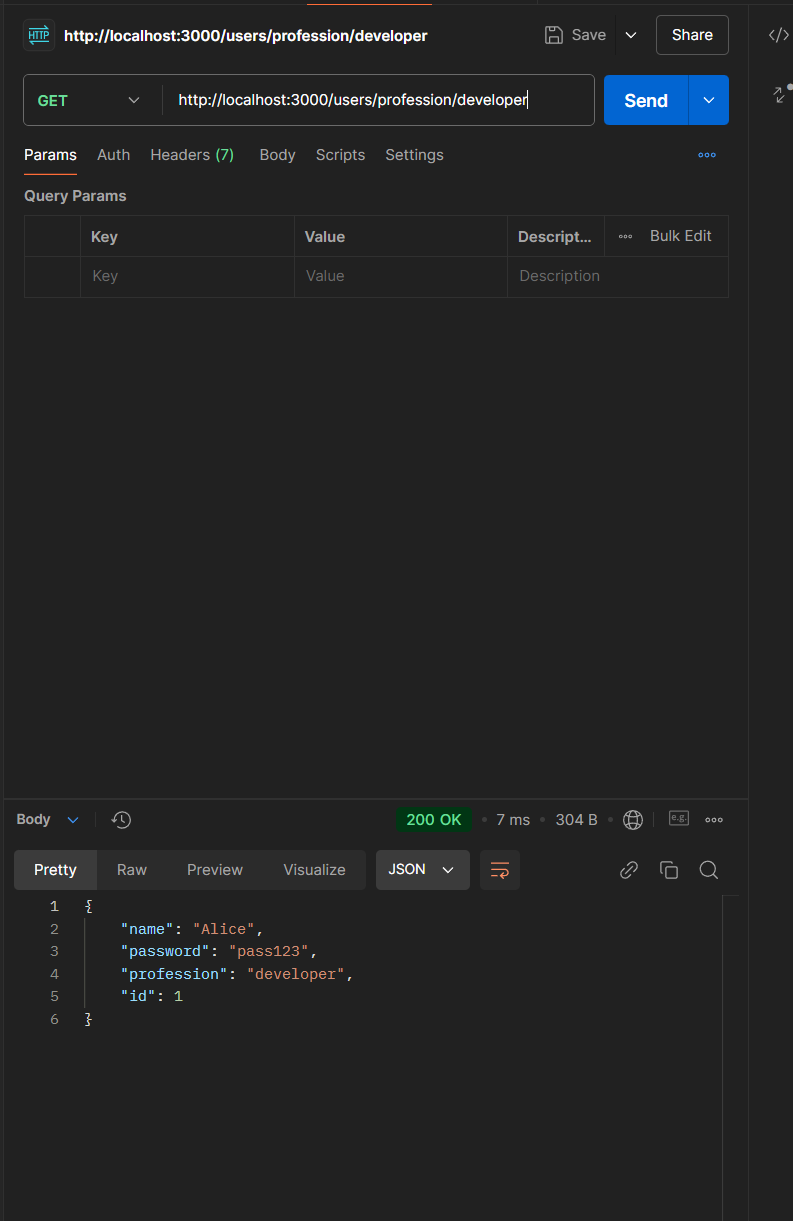 HTTP http://localhost:3000/users/profession/developer Save Share </>
GET http://localhost:3000/users/profession/developer Send
Params Auth Headers (7) Body Scripts Settings
Query Params
Key Value Descript... Bulk Edit
Key Value Description
Body 200 OK 7 ms 304 B e.g.
Pretty Raw Preview Visualize JSON
1 {
2 "name": "Alice",
3 "password": "pass123",
4 "profession": "developer",
5 "id": 1
6 }